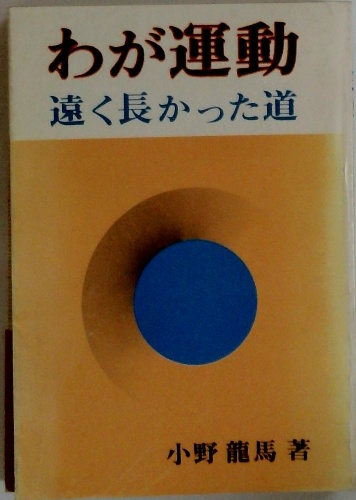 わが運動
遠く長かった道
小野 龍馬 著